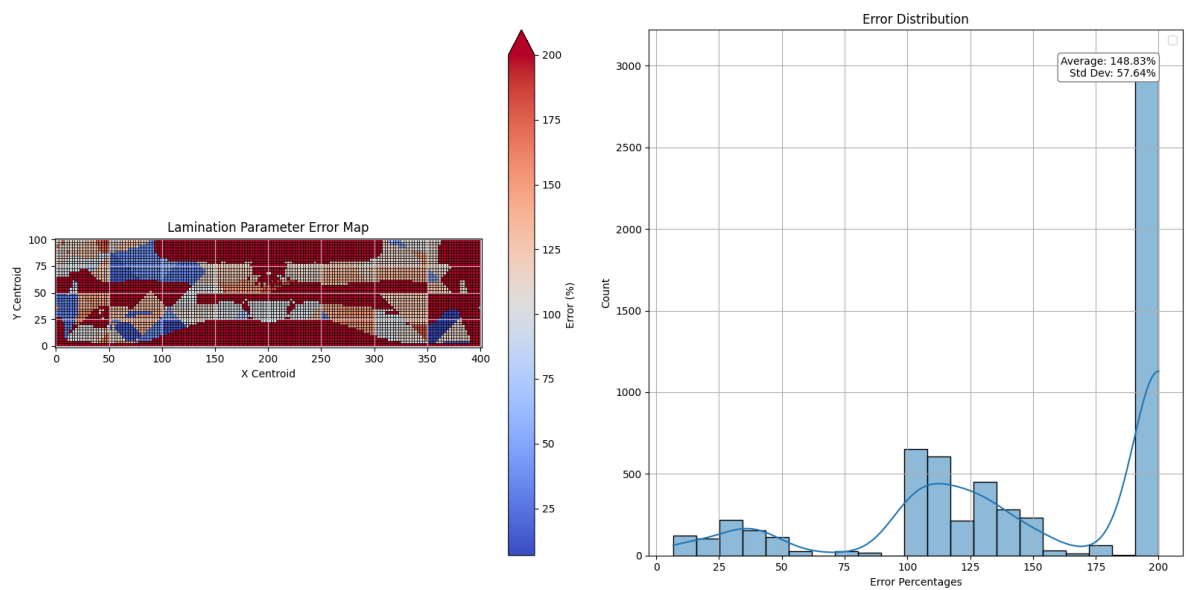 Lamination Parameter Error Map
100
75
50
25
0
Y Centroid
0 50 100 150 200 250 300 350 400
X Centroid
200
175
150
125
100
75
50
25
Error (%)
Error Distribution
Average: 148.83%
Std Dev: 57.64%
3000
2500
2000
1500
1000
500
0
Count
0 25 50 75 100 125 150 175 200
Error Percentages